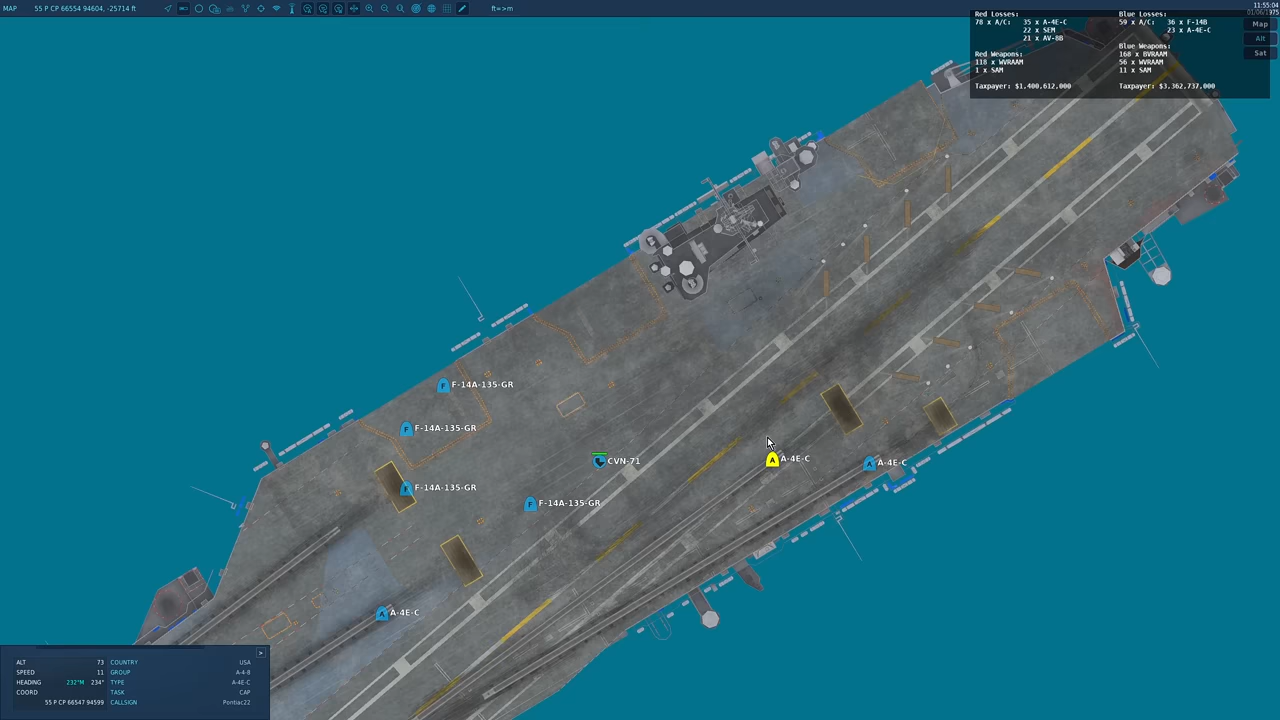 MAP 55 P CP 66554 94604, -25714 ft ft=>m 11:55:04
01/06/1975
Red Losses: Blue Losses:
78 x A/C: 35 x A-4E-C 59 x A/C: 36 x F-14B
22 x SEM 23 x A-4E-C
21 x AV-8B
Red Weapons: Blue Weapons:
118 x WVRAAM 168 x BVRAAM
1 x SAM 56 x WVRAAM
11 x SAM
Taxpayer: $1,400,612,000 Taxpayer: $3,362,737,000
Map
Alt
Sat
F F-14A-135-GR
F F-14A-135-GR
CVN-71
A A-4E-C
A A-4E-C
F F-14A-135-GR
F F-14A-135-GR
A A-4E-C
>
ALT 73 COUNTRY USA
SPEED 11 GROUP A-4-8
HEADING 232°M 234° TYPE A-4E-C
COORD TASK CAP
55 P CP 66547 94599 CALLSIGN Pontiac22